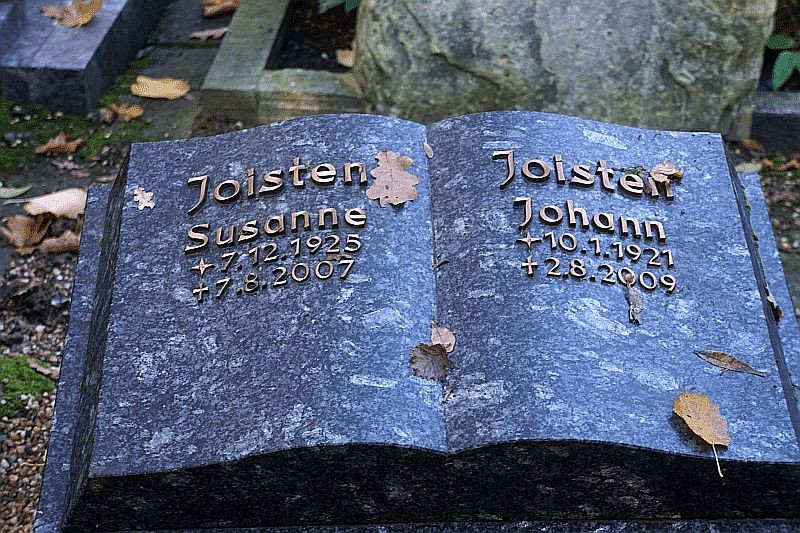 Joisten
Susanne
✦ 7.12.1925
✝ 7.8.2007
Joisten
Johann
✦ 10.1.1921
✝ 2.8.2009